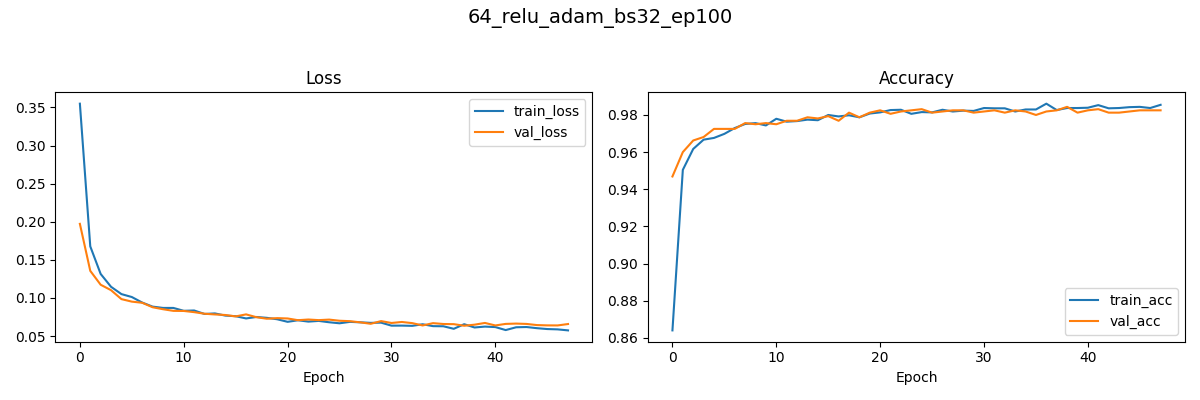 64_relu_adam_bs32_ep100
Loss
0.35
0.30
0.25
0.20
0.15
0.10
0.05
0
10
20
30
40
Epoch
train_loss
val_loss
Accuracy
0.98
0.96
0.94
0.92
0.90
0.88
0.86
0
10
20
30
40
Epoch
train_acc
val_acc